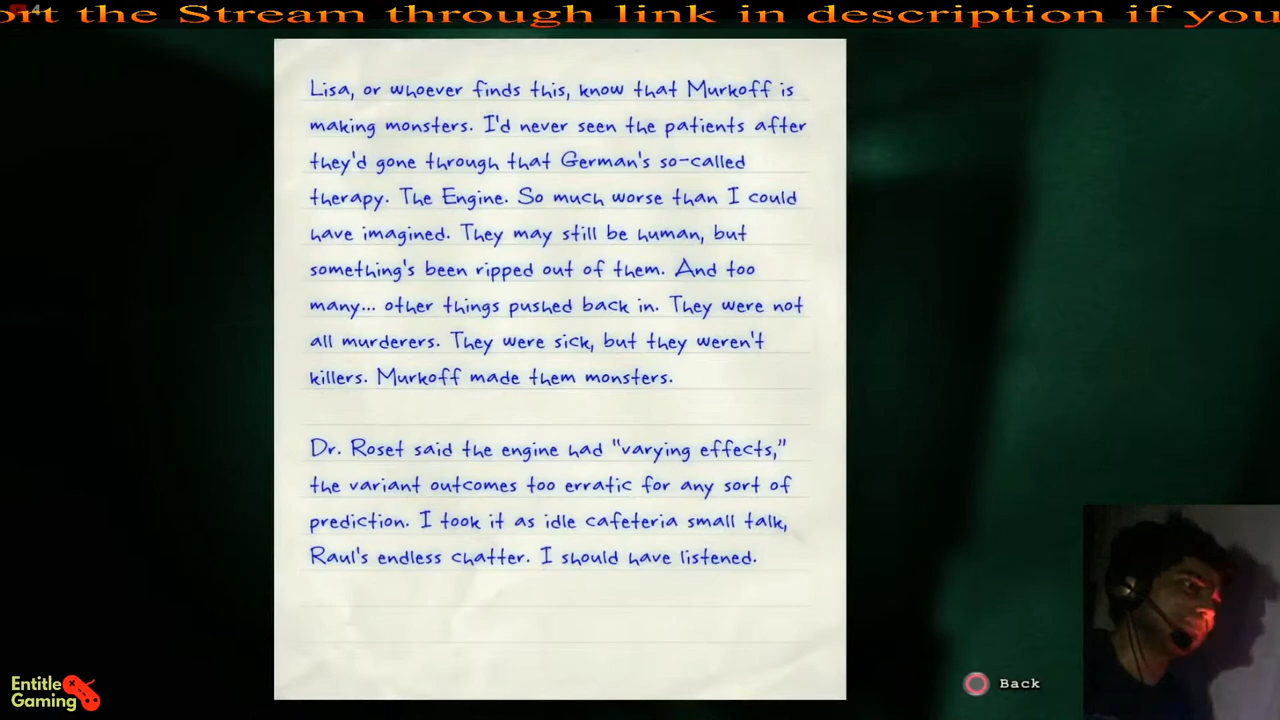 ort the Stream through link in description if you
Lisa, or whoever finds this, know that Murkoff is
making monsters. I'd never seen the patients after
they'd gone through that German's so-called
therapy. The Engine. So much worse than I could
have imagined. They may still be human, but
something's been ripped out of them. And too
many... other things pushed back in. They were not
all murderers. They were sick, but they weren't
killers. Murkoff made them monsters.
Dr. Roset said the engine had "varying effects,"
the variant outcomes too erratic for any sort of
prediction. I took it as idle cafeteria small talk,
Raul's endless chatter. I should have listened.
Back
Entitle
Gaming